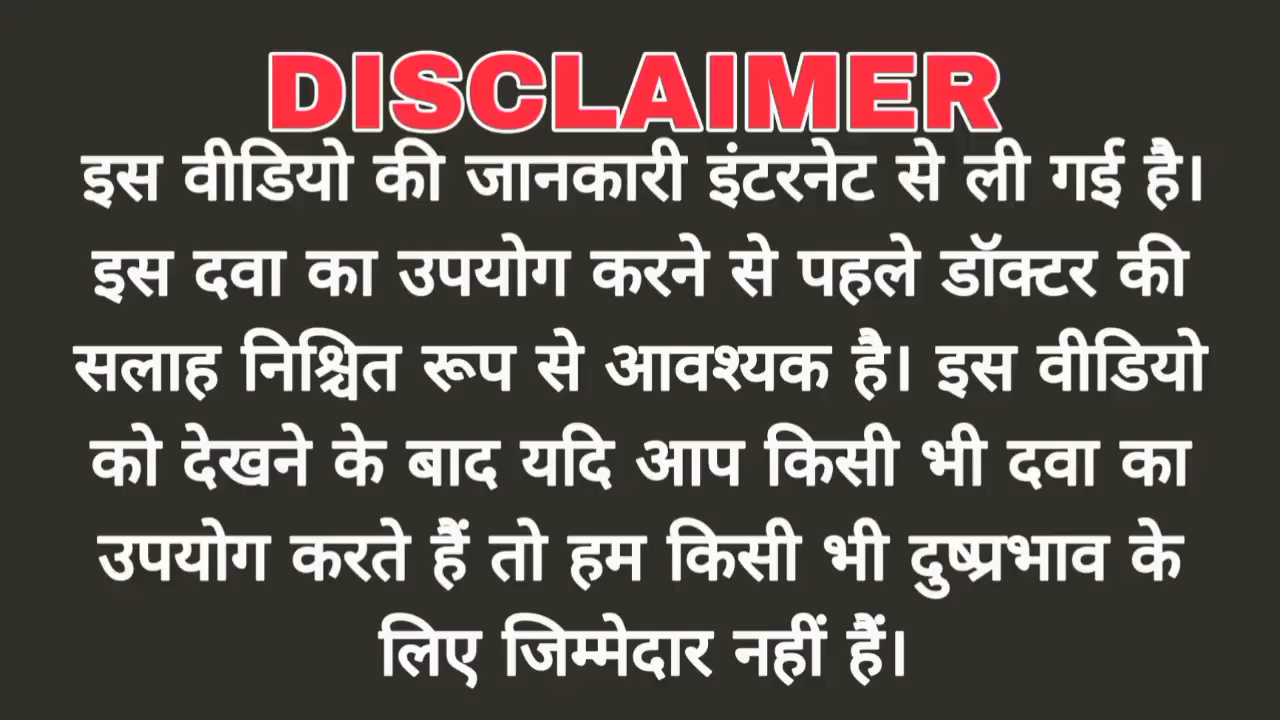 DISCLAIMER
इस वीडियो की जानकारी इंटरनेट से ली गई है।
इस दवा का उपयोग करने से पहले डॉक्टर की
सलाह निश्चित रूप से आवश्यक है। इस वीडियो
को देखने के बाद यदि आप किसी भी दवा का
उपयोग करते हैं तो हम किसी भी दुष्प्रभाव के
लिए जिम्मेदार नहीं हैं।